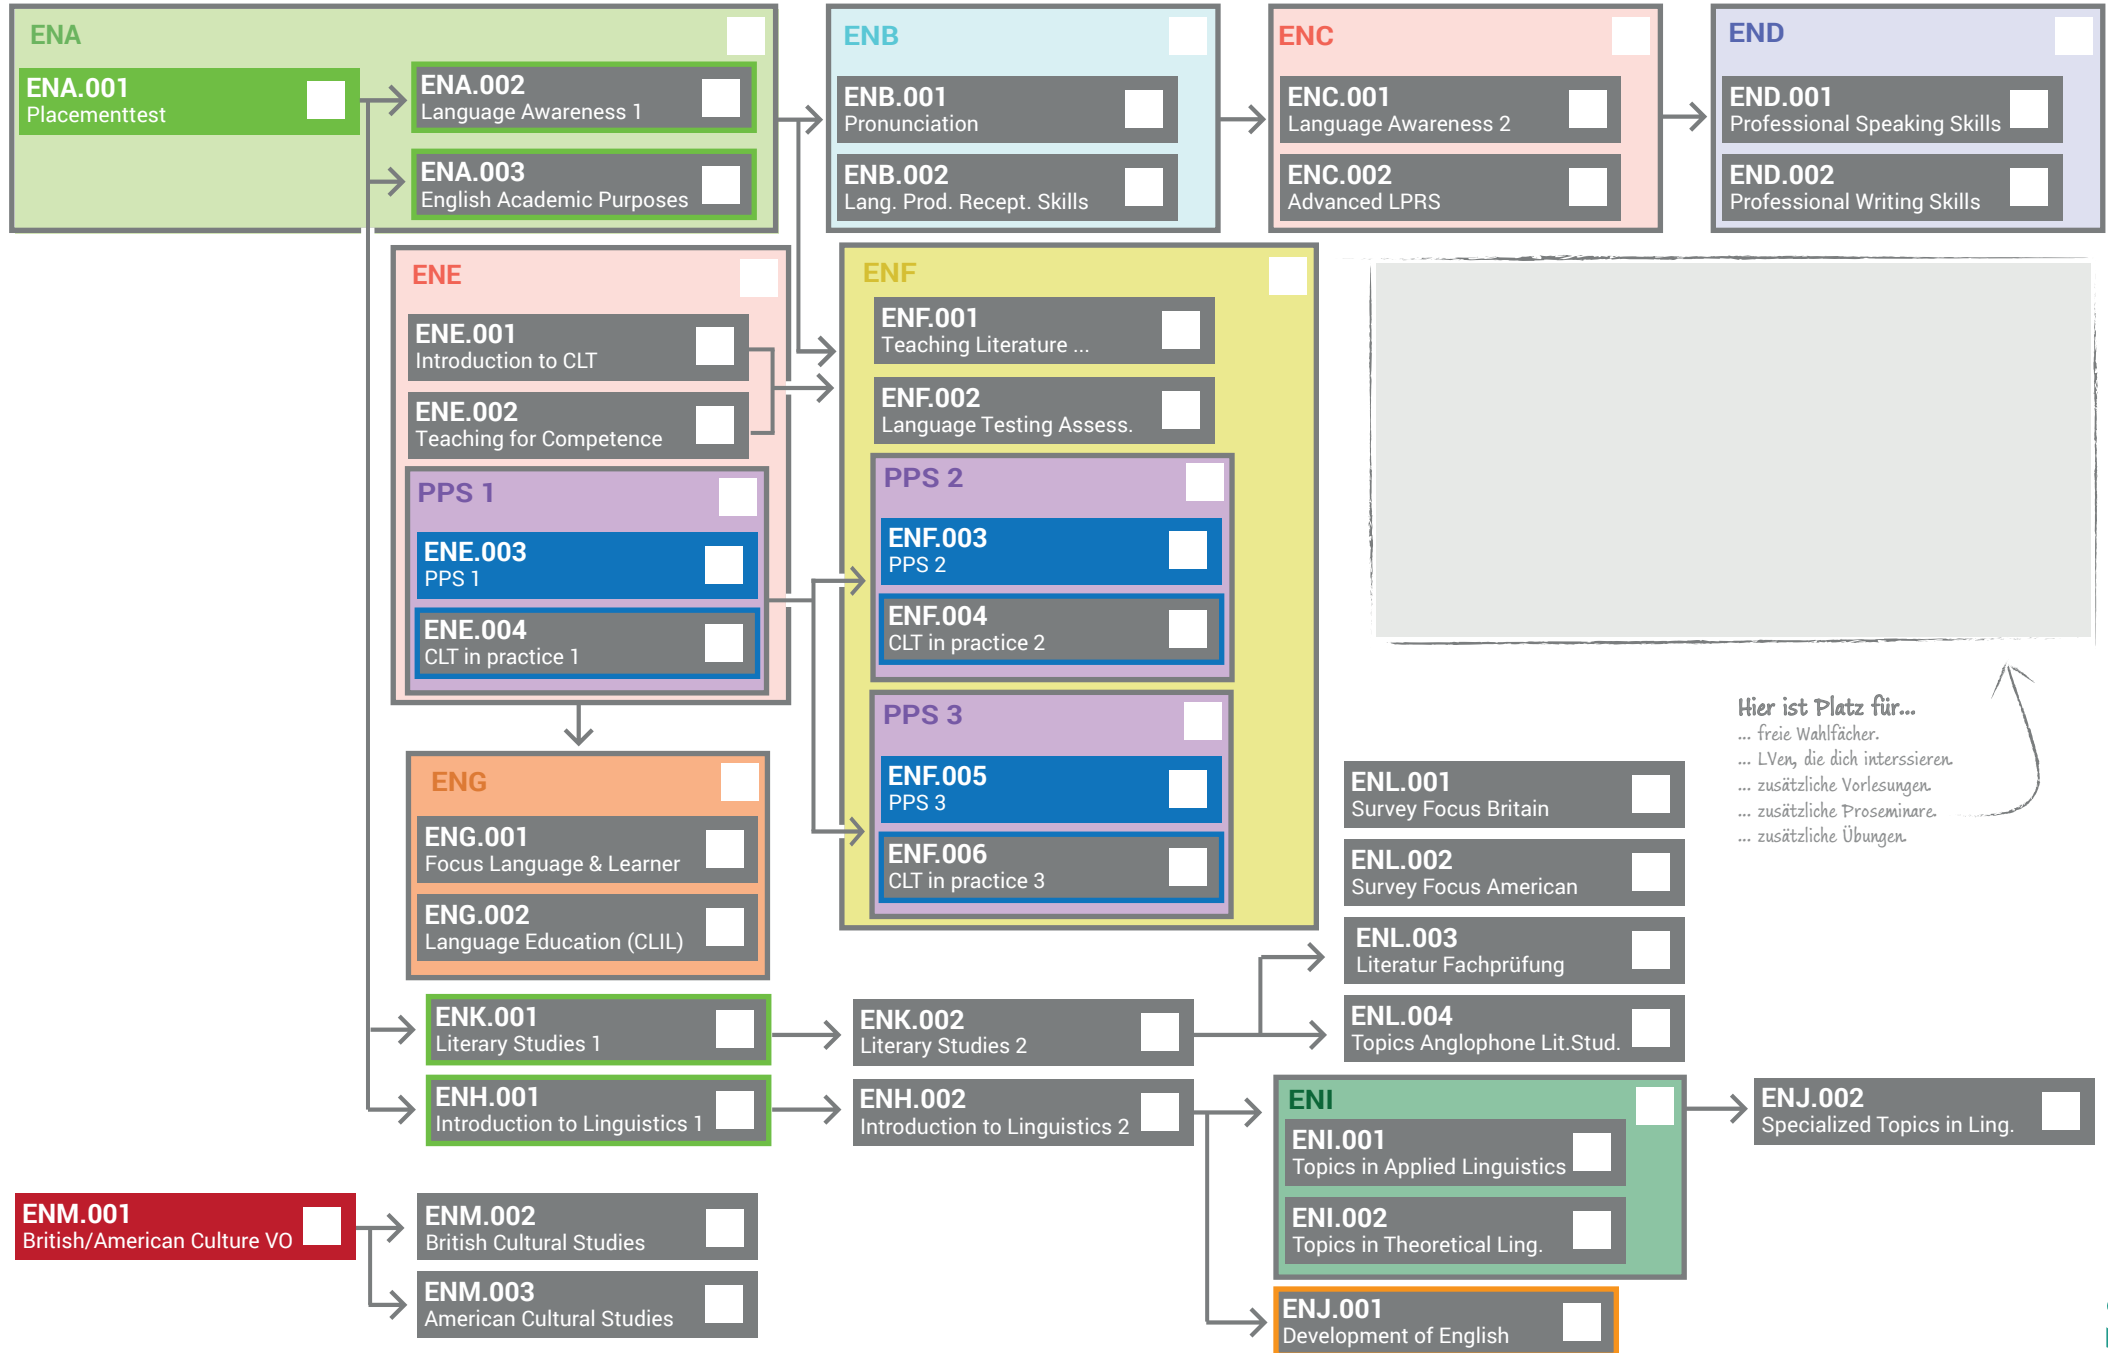 ENA
ENA.001
Placementtest
ENA.002
Language Awareness 1
ENA.003
English Academic Purposes
ENB
ENB.001
Pronunciation
ENB.002
Lang. Prod. Recept. Skills
ENC
ENC.001
Language Awareness 2
ENC.002
Advanced LPRS
END
END.001
Professional Speaking Skills
END.002
Professional Writing Skills
ENE
ENE.001
Introduction to CLT
ENE.002
Teaching for Competence
PPS 1
ENE.003
PPS 1
ENE.004
CLT in practice 1
ENF
ENF.001
Teaching Literature ...
ENF.002
Language Testing Assess.
PPS 2
ENF.003
PPS 2
ENF.004
CLT in practice 2
PPS 3
ENF.005
PPS 3
ENF.006
CLT in practice 3
Hier ist Platz für...
... freie Wahlfächer.
... LVen, die dich interssieren.
... zusätzliche Vorlesungen.
... zusätzliche Proseminare.
... zusätzliche Übungen.
ENG
ENG.001
Focus Language & Learner
ENG.002
Language Education (CLIL)
ENL.001
Survey Focus Britain
ENL.002
Survey Focus American
ENL.003
Literatur Fachprüfung
ENL.004
Topics Anglophone Lit.Stud.
ENK.001
Literary Studies 1
ENK.002
Literary Studies 2
ENH.001
Introduction to Linguistics 1
ENH.002
Introduction to Linguistics 2
ENI
ENI.001
Topics in Applied Linguistics
ENI.002
Topics in Theoretical Ling.
ENJ.002
Specialized Topics in Ling.
ENM.001
British/American Culture VO
ENM.002
British Cultural Studies
ENM.003
American Cultural Studies
ENJ.001
Development of English